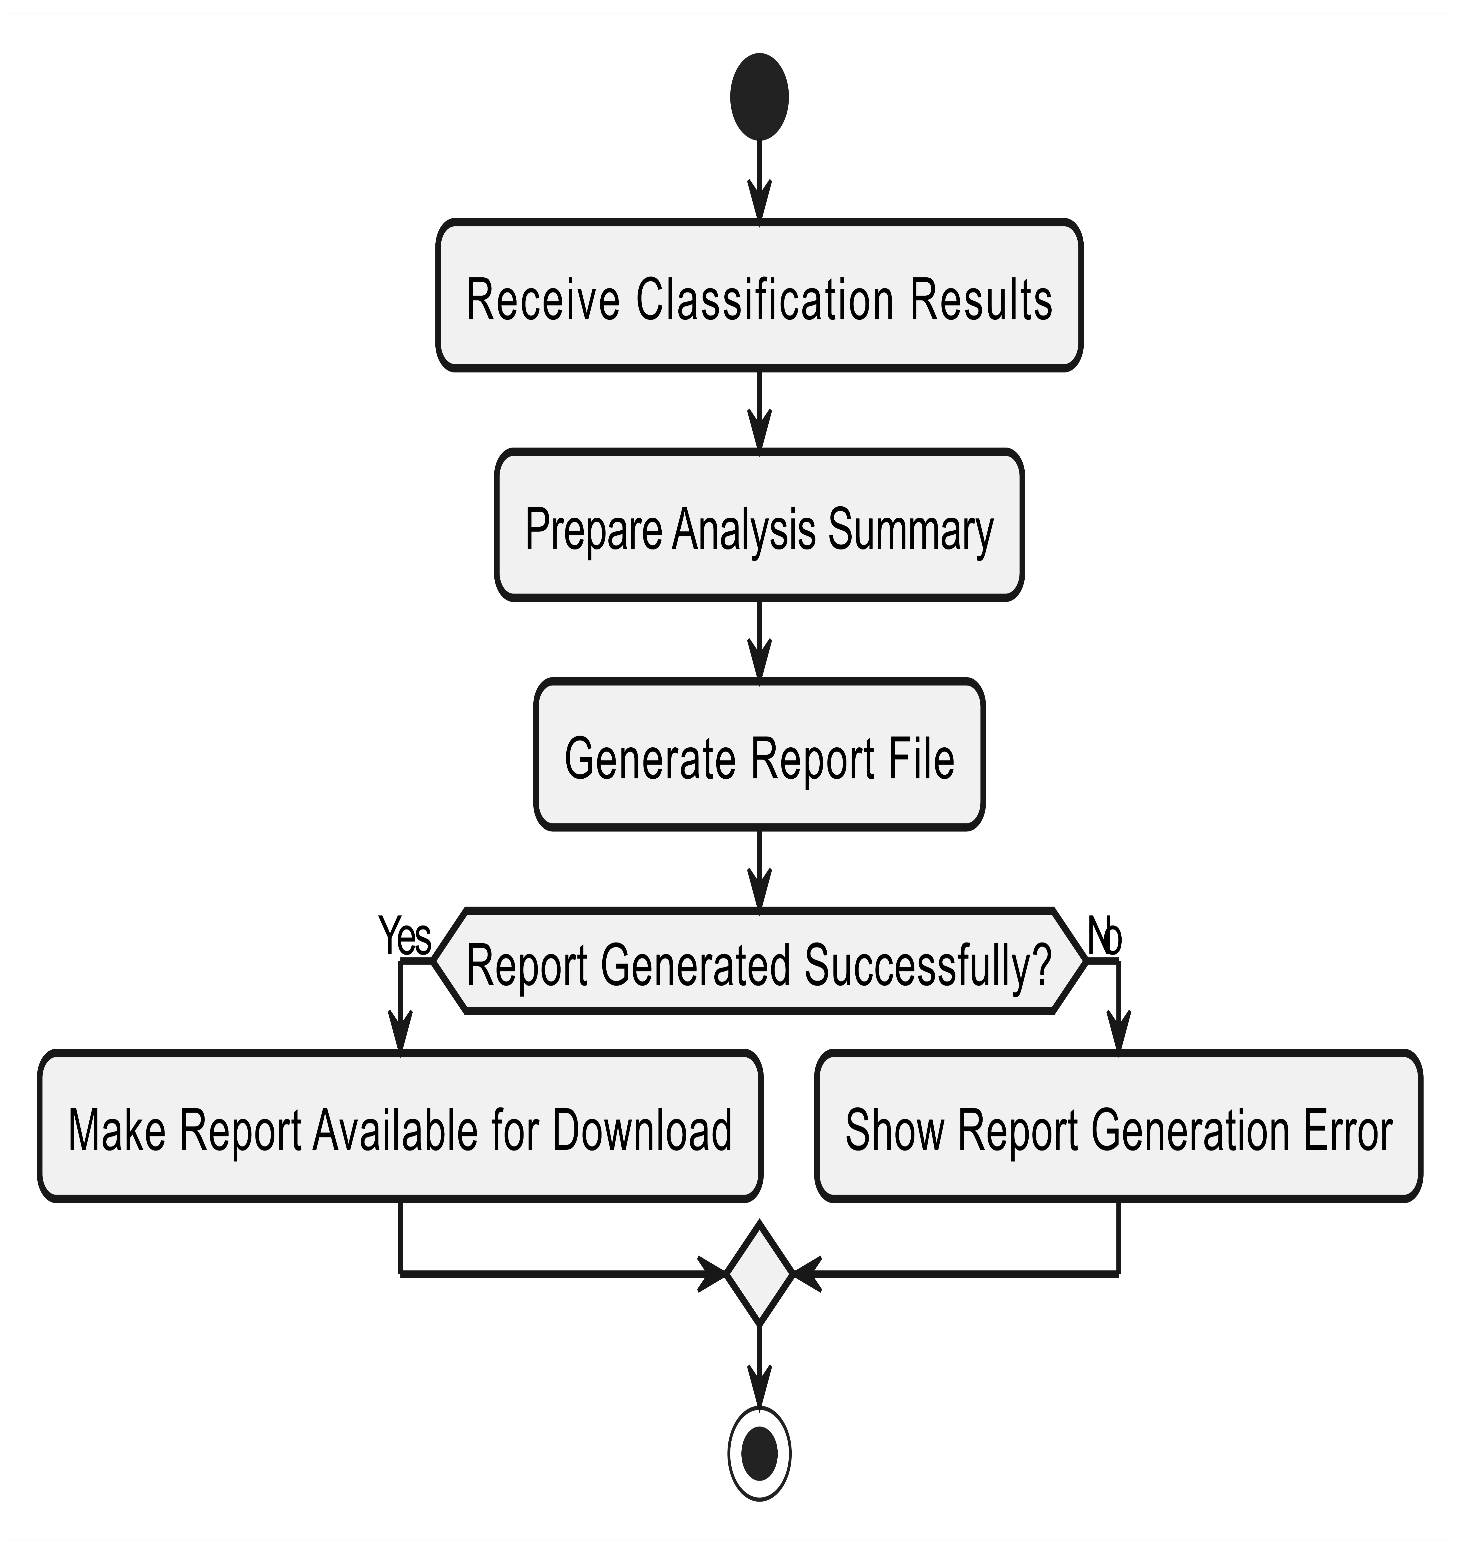 Receive Classification Results
Prepare Analysis Summary
Generate Report File
Yes
No
Report Generated Successfully?
Make Report Available for Download
Show Report Generation Error